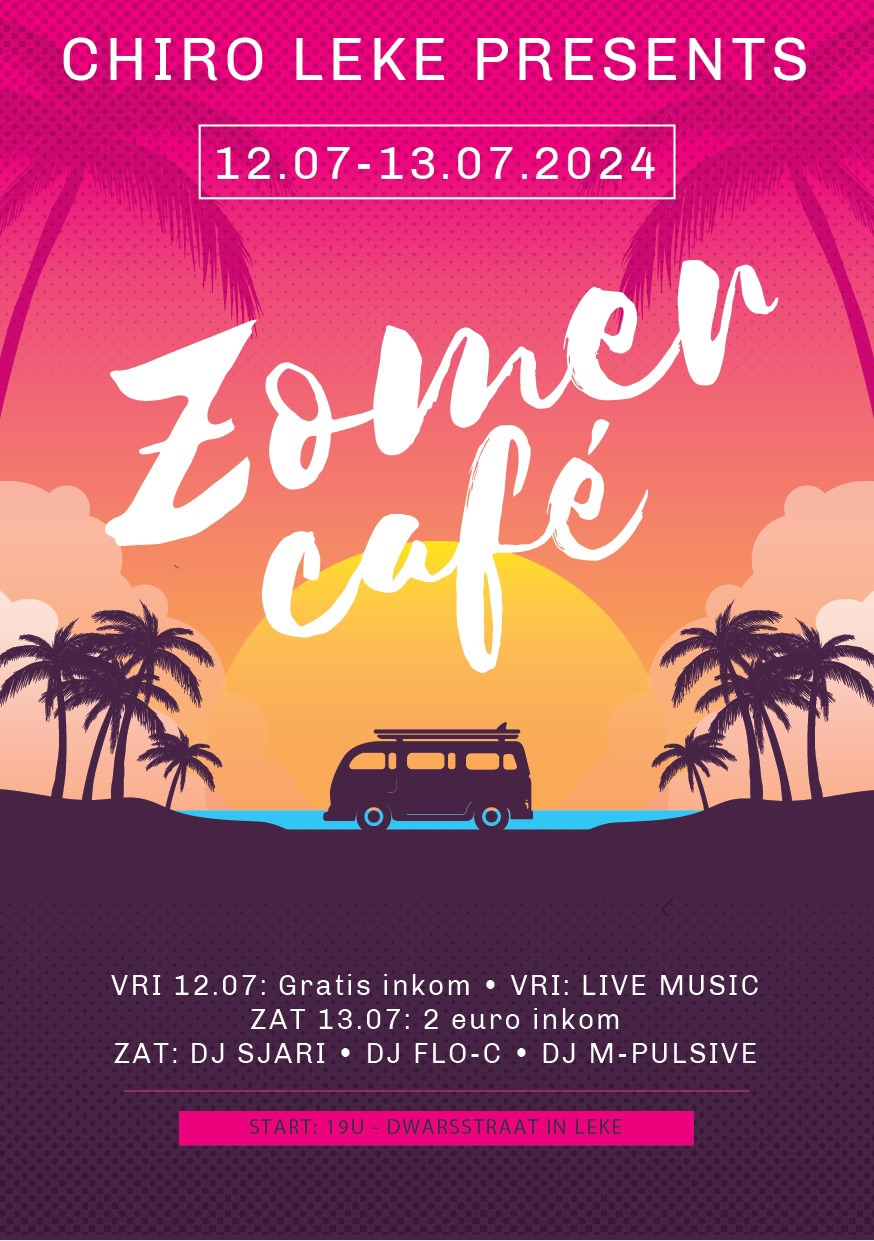 CHIRO LEKE PRESENTS
12.07-13.07.2024
Zomer
café
VRI 12.07: Gratis inkom • VRI: LIVE MUSIC
ZAT 13.07: 2 euro inkom
ZAT: DJ SJARI • DJ FLO-C • DJ M-PULSIVE
START: 19U - DWARSSTRAAT IN LEKE